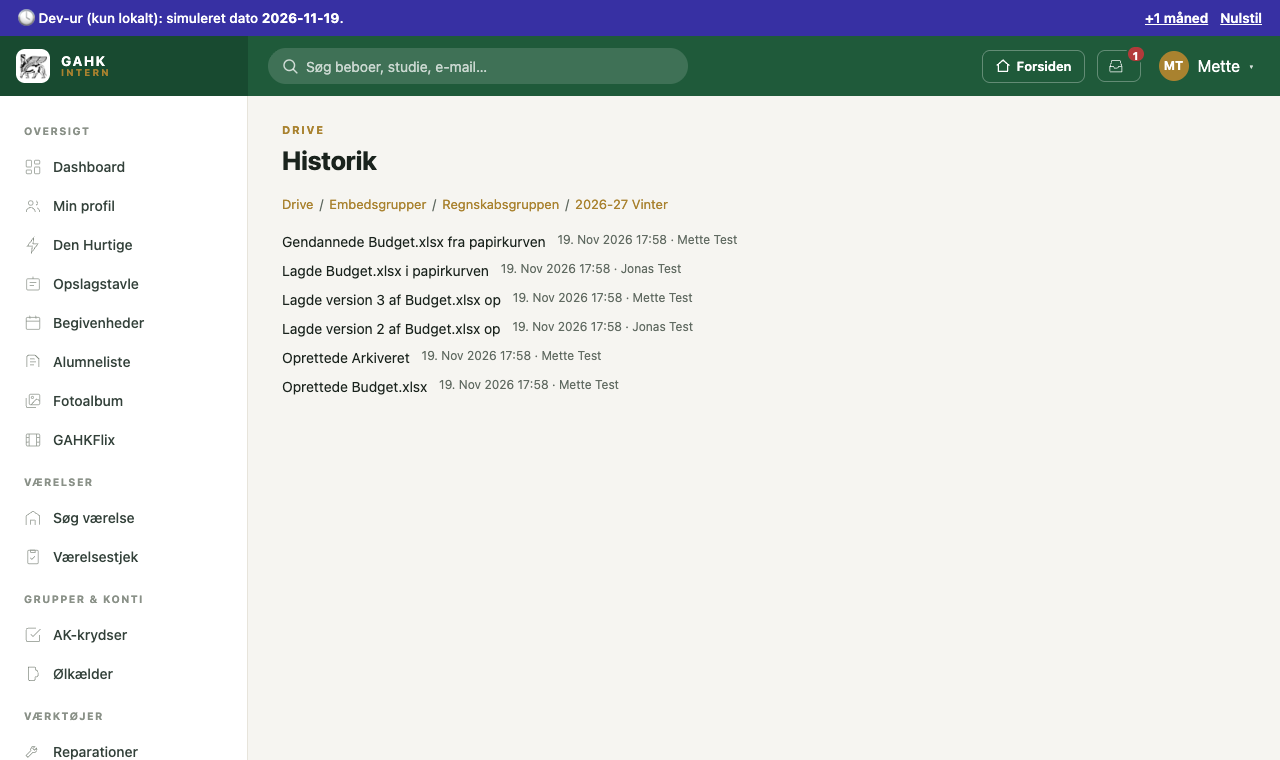 Dev-ur (kun lokalt): simuleret dato 2026-11-19.
+1 måned Nulstil
GAHK
INTERN
Søg beboer, studie, e-mail...
Forsiden
1
MT Mette
OVERSIGT
Dashboard
Min profil
Den Hurtige
Opslagstavle
Begivenheder
Alumneliste
Fotoalbum
GAHKFlix
VÆRELSER
Søg værelse
Værelsestjek
GRUPPER & KONTI
AK-krydser
Ølkælder
VÆRKTØJER
Reparationer
DRIVE
Historik
Drive / Embedsgrupper / Regnskabsgruppen / 2026-27 Vinter
Gendannede Budget.xlsx fra papirkurven 19. Nov 2026 17:58 · Mette Test
Lagde Budget.xlsx i papirkurven 19. Nov 2026 17:58 · Jonas Test
Lagde version 3 af Budget.xlsx op 19. Nov 2026 17:58 · Mette Test
Lagde version 2 af Budget.xlsx op 19. Nov 2026 17:58 · Jonas Test
Oprettede Arkiveret 19. Nov 2026 17:58 · Mette Test
Oprettede Budget.xlsx 19. Nov 2026 17:58 · Mette Test